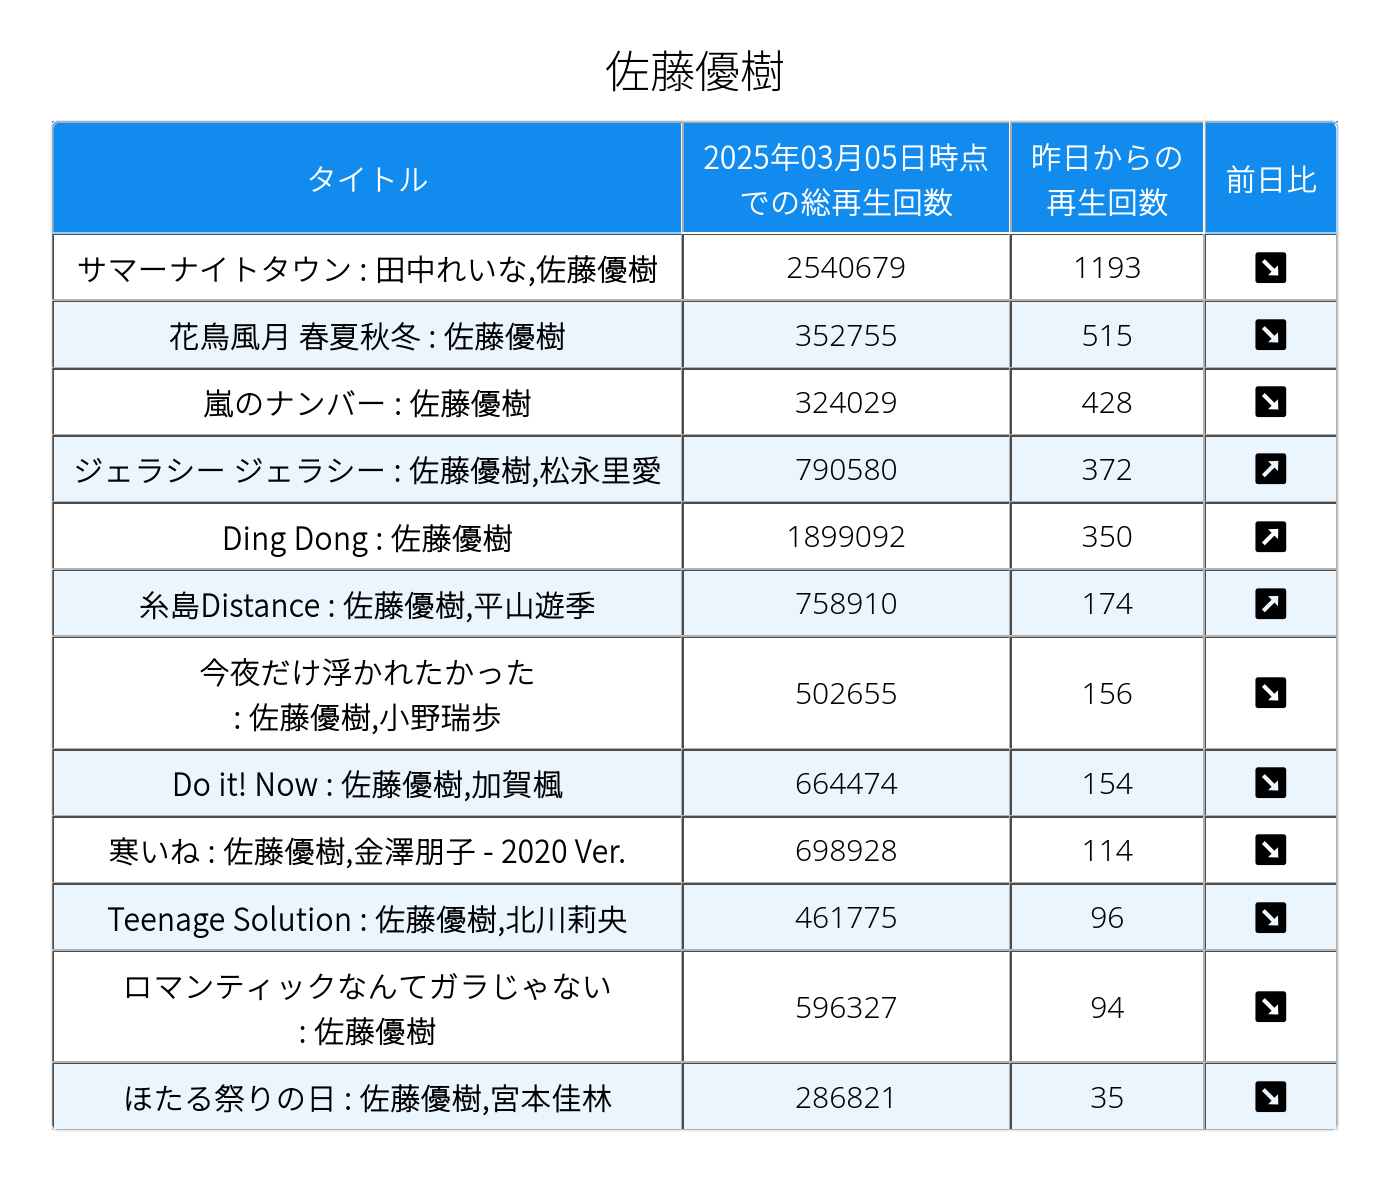 佐藤優樹
タイトル
2025年03月05日時点
での総再生回数
昨日からの
再生回数
前日比
サマーナイトタウン : 田中れいな,佐藤優樹 2540679 1193 ↘
花鳥風月 春夏秋冬 : 佐藤優樹 352755 515 ↘
嵐のナンバー : 佐藤優樹 324029 428 ↘
ジェラシー ジェラシー : 佐藤優樹,松永里愛 790580 372 ↗
Ding Dong : 佐藤優樹 1899092 350 ↗
糸島Distance : 佐藤優樹,平山遊季 758910 174 ↗
今夜だけ浮かれたかった
: 佐藤優樹,小野瑞歩 502655 156 ↘
Do it! Now : 佐藤優樹,加賀楓 664474 154 ↘
寒いね : 佐藤優樹,金澤朋子 - 2020 Ver. 698928 114 ↘
Teenage Solution : 佐藤優樹,北川莉央 461775 96 ↘
ロマンティックなんてガラじゃない
: 佐藤優樹 596327 94 ↘
ほたる祭りの日 : 佐藤優樹,宮本佳林 286821 35 ↘